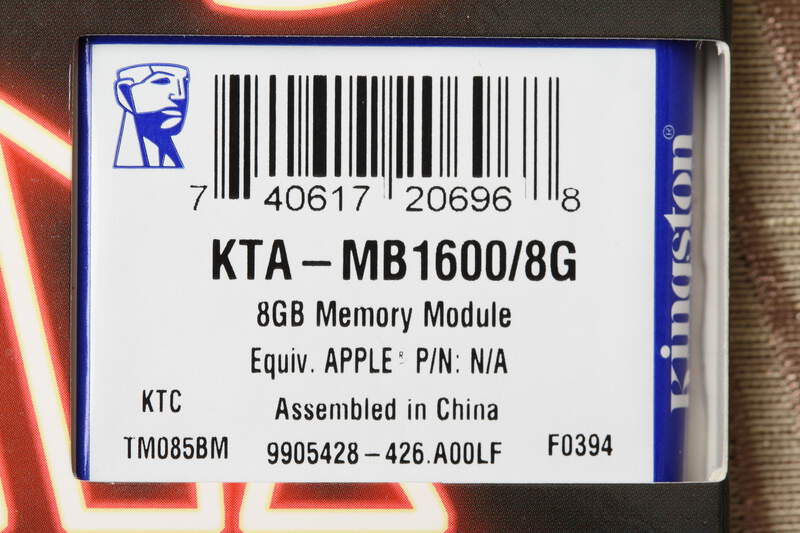 7 40617 20696 8
KTA – MB1600/8G
8GB Memory Module
Equiv. APPLE® P/N: N/A
KTC
Assembled in China
TM085BM
9905428 – 426.A00LF
F0394
Kingston®